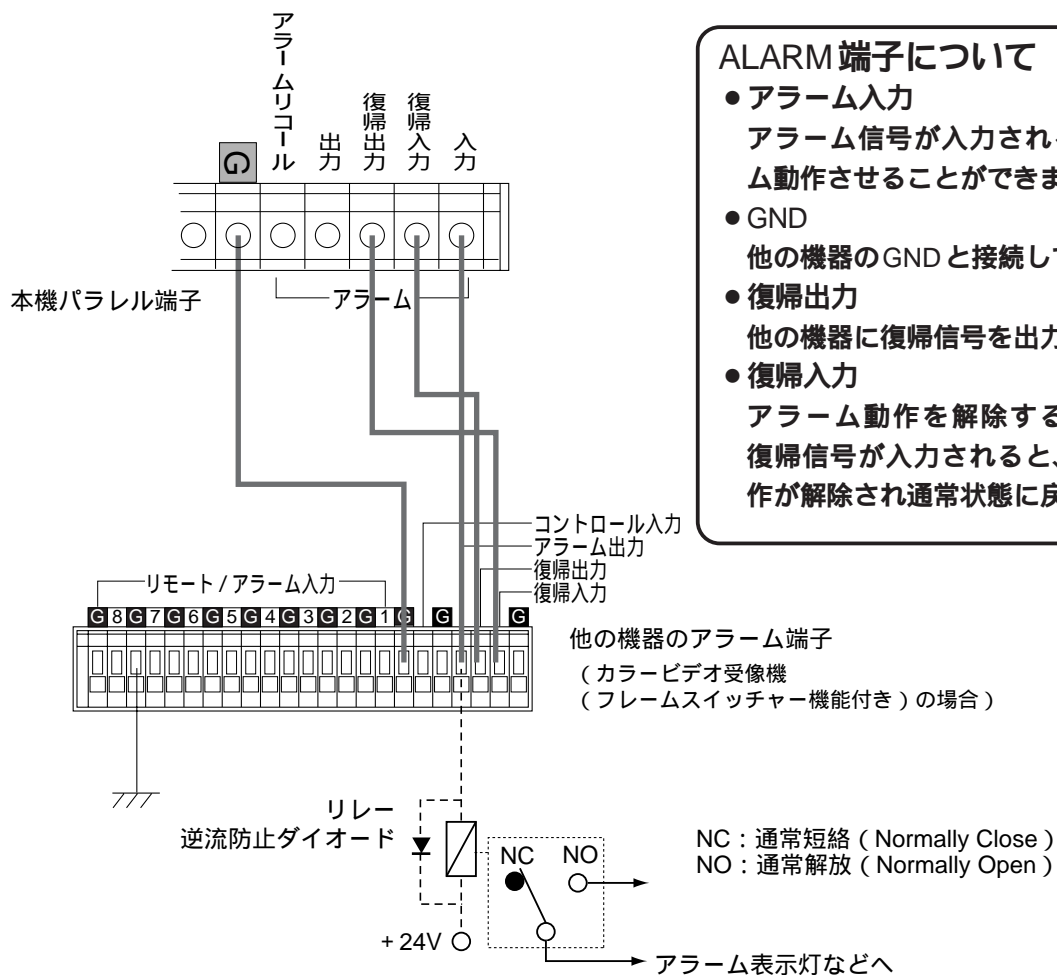 アラームリコール
出力
復帰出力
復帰入力
入力
G
本機パラレル端子
アラーム
ALARM端子について
●アラーム入力
アラーム信号が入力され
ム動作させることができま
●GND
他の機器のGNDと接続し
●復帰出力
他の機器に復帰信号を出力
●復帰入力
アラーム動作を解除する
復帰信号が入力されると、
作が解除され通常状態に戻
コントロール入力
アラーム出力
復帰出力
復帰入力
リモート/アラーム入力
G 8 G 7 G 6 G 5 G 4 G 3 G 2 G 1 G G G
他の機器のアラーム端子
(カラービデオ受像機
(フレームスイッチャー機能付き)の場合)
リレー
逆流防止ダイオード
NC NO
+24V
NC:通常短絡(Normally Close)
NO:通常解放(Normally Open)
アラーム表示灯などへ